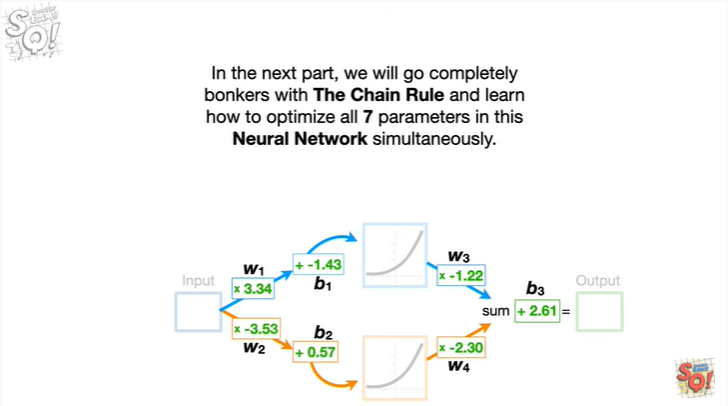 SQ!
In the next part, we will go completely
bonkers with The Chain Rule and learn
how to optimize all 7 parameters in this
Neural Network simultaneously.
Input
w1
x 3.34
+ -1.43
b1
w3
x -1.22
x -3.53
w2
b2
+ 0.57
x -2.30
w4
sum
b3
+ 2.61
=
Output
SQ!